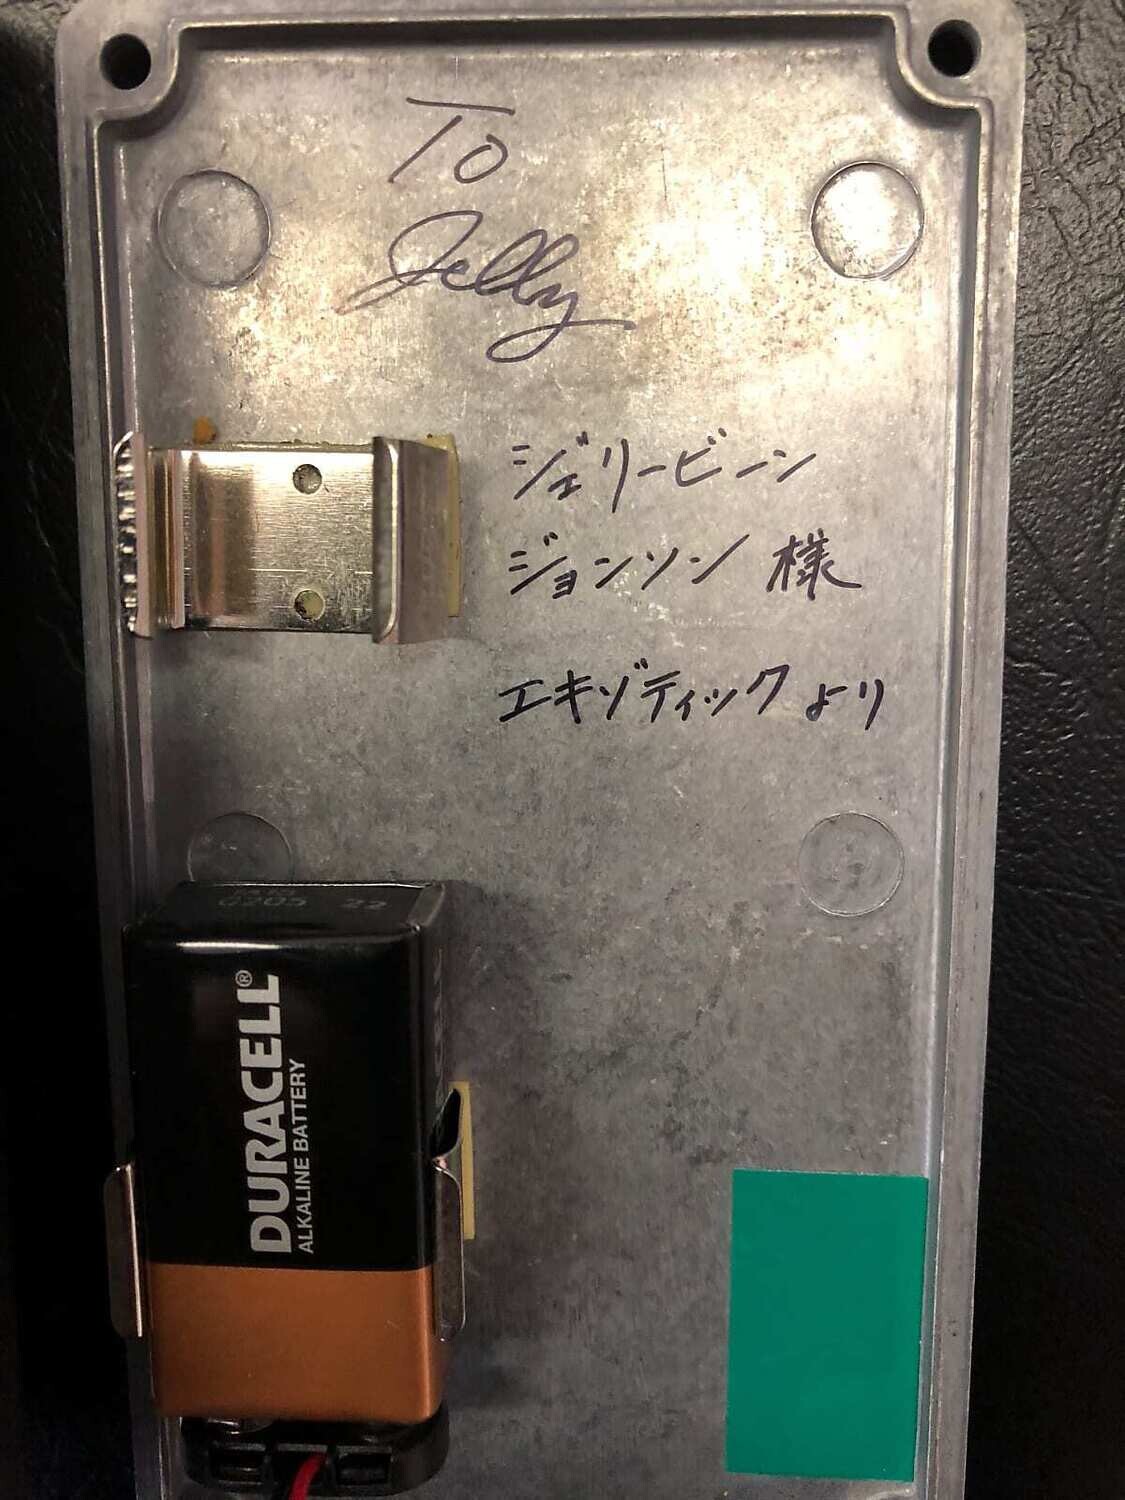 To
Jelly
ジェリービーン
ジョンソン 様
エキゾティックより
DURACELL®
ALKALINE BATTERY